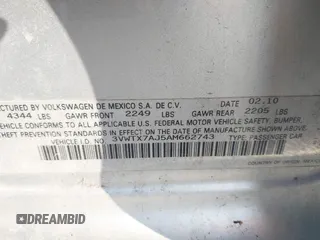 FACTURED BY VOLKSWAGEN DE MEXICO S.A. DE C.V. DATE 02.10
4344 LBS GAWR FRONT 2249 LBS GAWR REAR 2205 LBS
VEHICLE CONFORMS TO ALL APPLICABLE U.S. FEDERAL MOTOR VEHICLE SAFETY, BUMPER,
THEFT PREVENTION STANDARDS IN EFFECT ON THE DATE OF MANUFACTURE SHOWN ABOVE.
VEHICLE I.D. NO. 3VWTX7AJ5AM662743 TYPE: PASSENGER CAR
DREAMBID